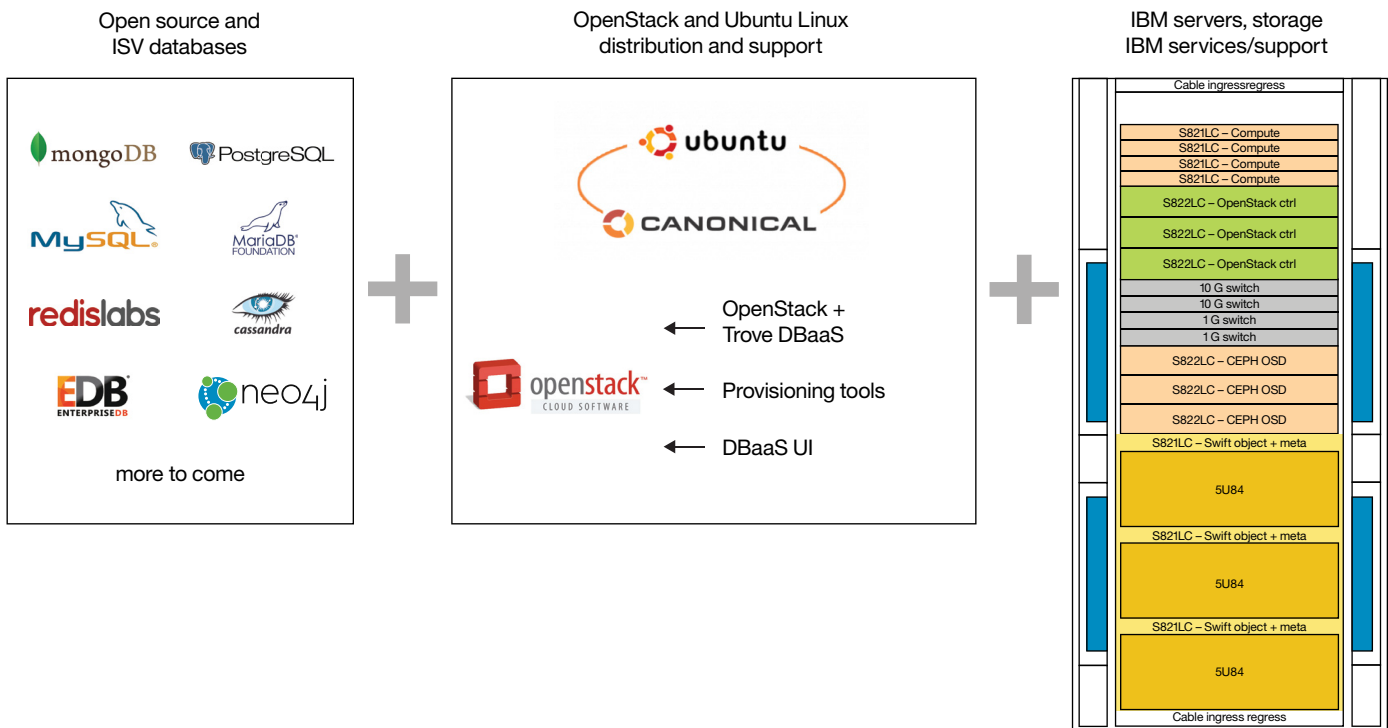 Open source and
ISV databases
mongoDB
PostgreSQL
MySQL®
MariaDB®
FOUNDATION
redislabs
cassandra
EDB®
ENTERPRISEDB
neo4j
more to come
OpenStack and Ubuntu Linux
distribution and support
ubuntu
CANONICAL
OpenStack +
Trove DBaaS
openstack™
CLOUD SOFTWARE
Provisioning tools
DBaaS UI
IBM servers, storage
IBM services/support
Cable ingressregress
S821LC – Compute
S821LC – Compute
S821LC – Compute
S821LC – Compute
S822LC – OpenStack ctrl
S822LC – OpenStack ctrl
S822LC – OpenStack ctrl
10 G switch
10 G switch
1 G switch
1 G switch
S822LC – CEPH OSD
S822LC – CEPH OSD
S822LC – CEPH OSD
S821LC – Swift object + meta
5U84
S821LC – Swift object + meta
5U84
S821LC – Swift object + meta
5U84
Cable ingress regress